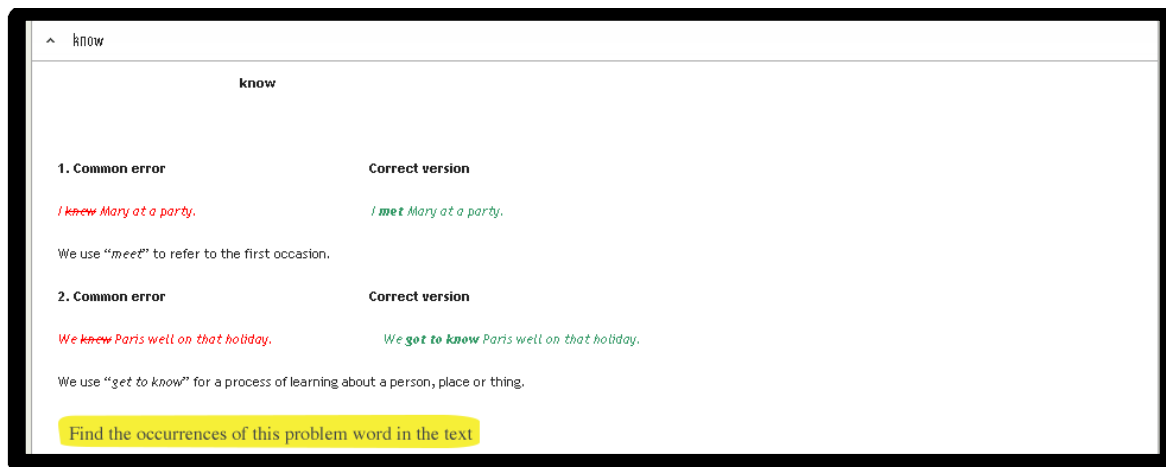 know
know
1. Common error Correct version
I knew Mary at a party. I met Mary at a party.
We use “meet” to refer to the first occasion.
2. Common error Correct version
We knew Paris well on that holiday. We got to know Paris well on that holiday.
We use “get to know” for a process of learning about a person, place or thing.
Find the occurrences of this problem word in the text